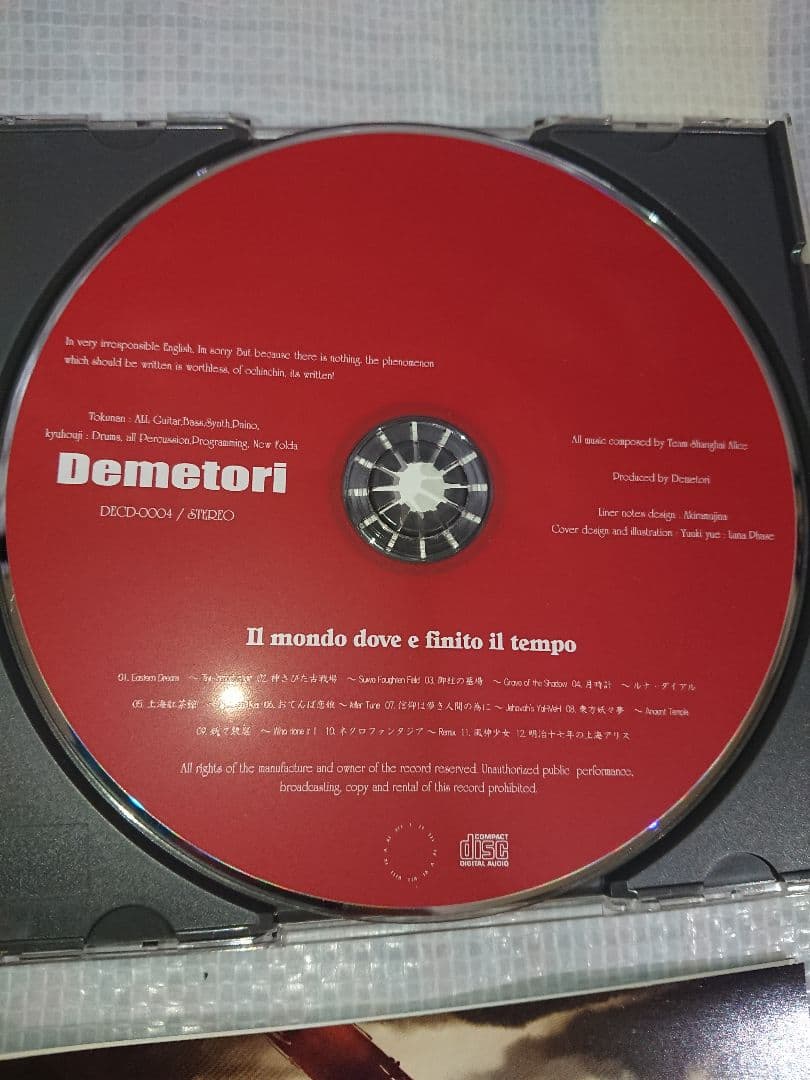 In very irresponsible English, Im sorry But because there is nothing, the phenomenon
which should be written is worthless, of ochinchin, its written!
Tokunan : ALL Guitar,Bass,Synth,Paino,
kyuhouji : Drums, all Percussion,Programming, New Folda
Demetori
DECD-0004 / STEREO
All music composed by Team Shanghai Alice
Produced by Demetori
Liner notes design : Akiramujina
Cover design and illustration : Yuuki yue : Luna Phase
Il mondo dove e finito il tempo
01. Eastern Dream ~ 02. 神さびた古戦場 ~ Suwa Foughten Field 03. 御柱の墓場 ~ Grave of the Shadow 04. 月時計 ~ ルナ・ダイアル
05. 上海紅茶館 ~ 06. おてんば恋娘 ~ Killer Tune 07. 信仰は儚き人間の為に ~ Jehovah's YaHVeH 08. 東方妖々夢 ~ Ancient Temple
09. ~ Who done it ! 10. ネクロファンタジア ~ Remix 11. 風神少女 12. 明治十七年の上海アリス
All rights of the manufacture and owner of the record reserved. Unauthorized public performance,
broadcasting, copy and rental of this record prohibited.
COMPACT
disc
DIGITAL AUDIO